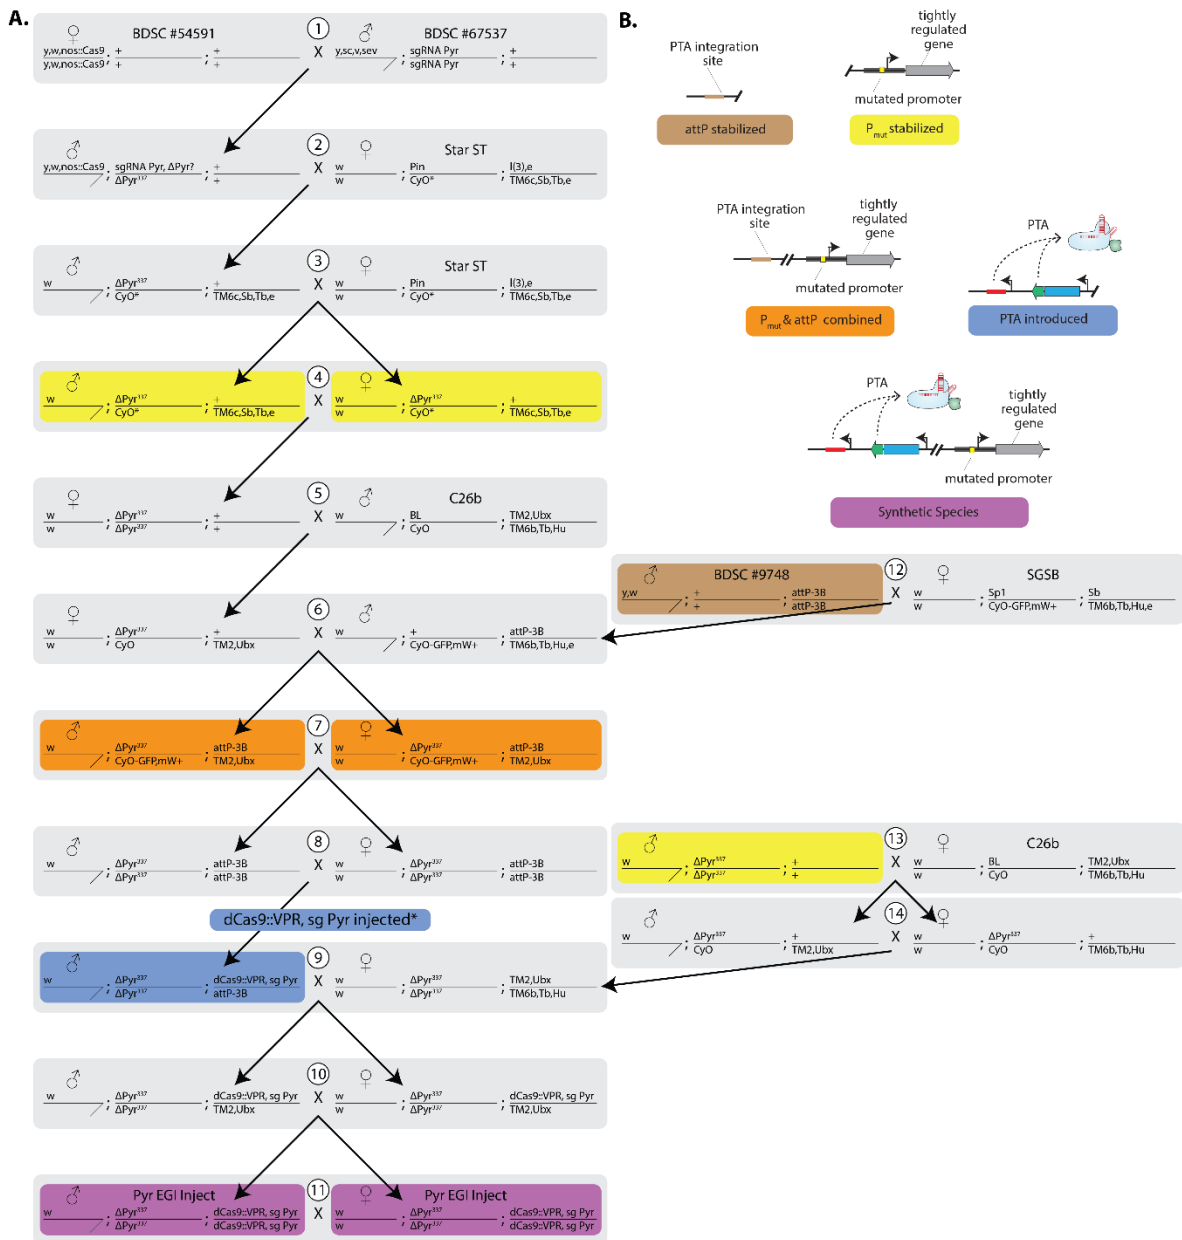 A.
BDSC #54591
1
BDSC #67537
♀
♂
y,w,nos::Cas9 ; + ; +
y,w,nos::Cas9 + +
X
y,sc,v,sev ; sgRNA Pyr ; +
sgRNA Pyr +
2
Star ST
♂
♀
y,w,nos::Cas9 ; sgRNA Pyr, ΔPyr? ; +
ΔPyr³³⁷ +
X
w ; Pin ; l(3),e
w CyO* TM6c,Sb,Tb,e
3
Star ST
♂
♀
w ; ΔPyr³³⁷ ; +
CyO* TM6c,Sb,Tb,e
X
w ; Pin ; l(3),e
w CyO* TM6c,Sb,Tb,e
4
♂
♀
w ; ΔPyr³³⁷ ; +
CyO* TM6c,Sb,Tb,e
X
w ; ΔPyr³³⁷ ; +
w CyO* TM6c,Sb,Tb,e
5
C26b
♀
♂
w ; ΔPyr³³⁷ ; +
w ΔPyr³³⁷ +
X
w ; BL ; TM2,Ubx
CyO TM6b,Tb,Hu
6
♀
♂
w ; ΔPyr³³⁷ ; +
w CyO TM2,Ubx
X
w ; + ; attP-3B
CyO-GFP,mW+ TM6b,Tb,Hu,e
7
♂
♀
w ; ΔPyr³³⁷ ; attP-3B
CyO-GFP,mW+ TM2,Ubx
X
w ; ΔPyr³³⁷ ; attP-3B
w CyO-GFP,mW+ TM2,Ubx
8
♂
♀
w ; ΔPyr³³⁷ ; attP-3B
ΔPyr³³⁷ attP-3B
X
w ; ΔPyr³³⁷ ; attP-3B
w ΔPyr³³⁷ attP-3B
dCas9::VPR, sg Pyr injected*
9
♂
♀
w ; ΔPyr³³⁷ ; dCas9::VPR, sg Pyr
ΔPyr³³⁷ attP-3B
X
w ; ΔPyr³³⁷ ; TM2,Ubx
w ΔPyr³³⁷ TM6b,Tb,Hu
10
♂
♀
w ; ΔPyr³³⁷ ; dCas9::VPR, sg Pyr
ΔPyr³³⁷ TM2,Ubx
X
w ; ΔPyr³³⁷ ; dCas9::VPR, sg Pyr
w ΔPyr³³⁷ TM2,Ubx
Pyr EGI Inject
11
Pyr EGI Inject
♂
♀
w ; ΔPyr³³⁷ ; dCas9::VPR, sg Pyr
ΔPyr³³⁷ dCas9::VPR, sg Pyr
X
w ; ΔPyr³³⁷ ; dCas9::VPR, sg Pyr
w ΔPyr³³⁷ dCas9::VPR, sg Pyr
B.
PTA integration
site
attP stabilized
tightly
regulated
gene
mutated promoter
Pmut stabilized
PTA integration
site
tightly
regulated
gene
mutated promoter
Pmut & attP combined
PTA
PTA introduced
PTA
tightly
regulated
gene
mutated promoter
Synthetic Species
BDSC #9748
12
SGSB
♂
♀
y,w ; + ; attP-3B
+ attP-3B
X
w ; Sp1 ; Sb
w CyO-GFP,mW+ TM6b,Tb,Hu,e
13
C26b
♂
♀
w ; ΔPyr³³⁷ ; +
ΔPyr³³⁷ +
X
w ; BL ; TM2,Ubx
w CyO TM6b,Tb,Hu
14
♂
♀
w ; ΔPyr³³⁷ ; +
CyO TM2,Ubx
X
w ; ΔPyr³³⁷ ; +
w CyO TM6b,Tb,Hu